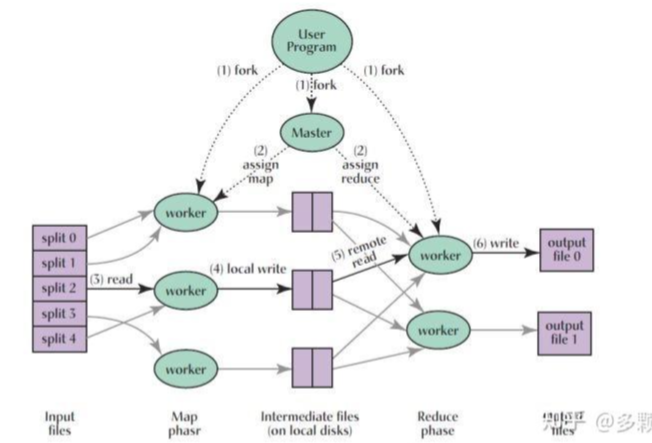 User
Program
(1) fork
(1) fork
(1) fork
Master
(2)
assign
map
(2)
assign
reduce
worker
split 0
split 1
split 2
split 3
split 4
(3) read
worker
(4) local write
(5) remote
read
worker
(6) write
output
file 0
worker
output
file 1
worker
Input
files
Map
phasr
Intermediate files
(on local disks)
Reduce
phase
files
知乎 @多颗